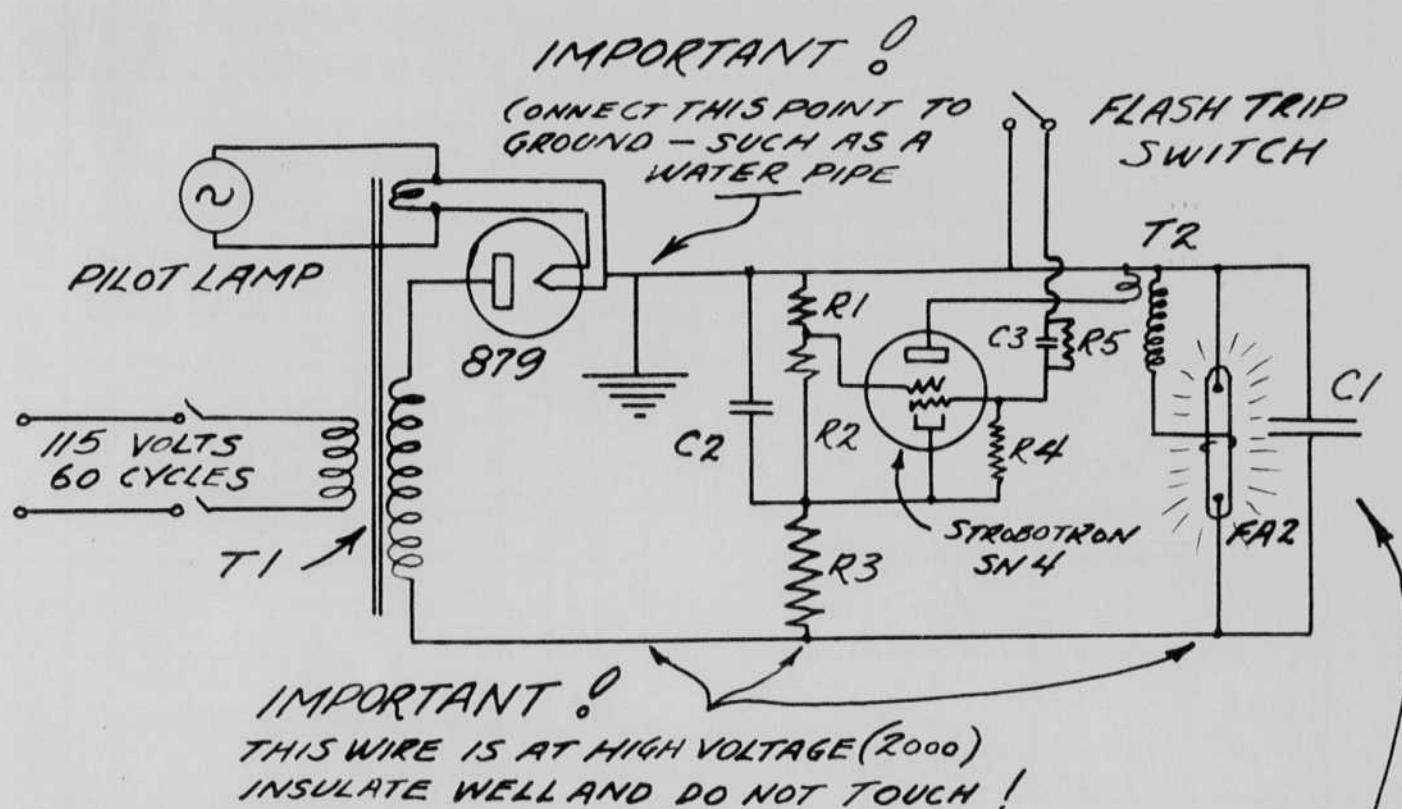 IMPORTANT!
CONNECT THIS POINT TO
GROUND – SUCH AS A
WATER PIPE
FLASH TRIP
SWITCH
PILOT LAMP
879
T2
R1
C3
R5
C1
115 VOLTS
60 CYCLES
C2
R2
R4
T1
R3
STROBOTRON
SN4
FA2
IMPORTANT!
THIS WIRE IS AT HIGH VOLTAGE (2000)
INSULATE WELL AND DO NOT TOUCH!